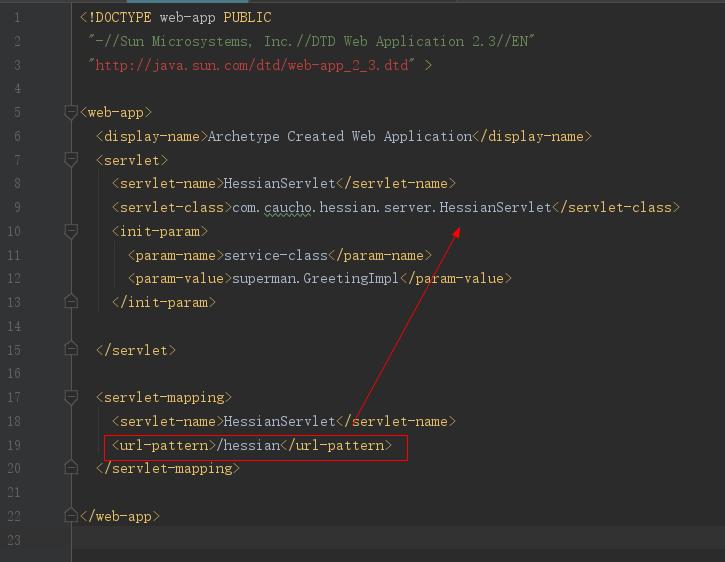 1 <!DOCTYPE web-app PUBLIC
2 "-//Sun Microsystems, Inc.//DTD Web Application 2.3//EN"
3 "http://java.sun.com/dtd/web-app_2_3.dtd" >
4
5 <web-app>
6 <display-name>Archetype Created Web Application</display-name>
7 <servlet>
8 <servlet-name>HessianServlet</servlet-name>
9 <servlet-class>com.caucho.hessian.server.HessianServlet</servlet-class>
10 <init-param>
11 <param-name>service-class</param-name>
12 <param-value>superman.GreetingImpl</param-value>
13 </init-param>
14
15 </servlet>
16
17 <servlet-mapping>
18 <servlet-name>HessianServlet</servlet-name>
19 <url-pattern>/hessian</url-pattern>
20 </servlet-mapping>
21
22 </web-app>
23